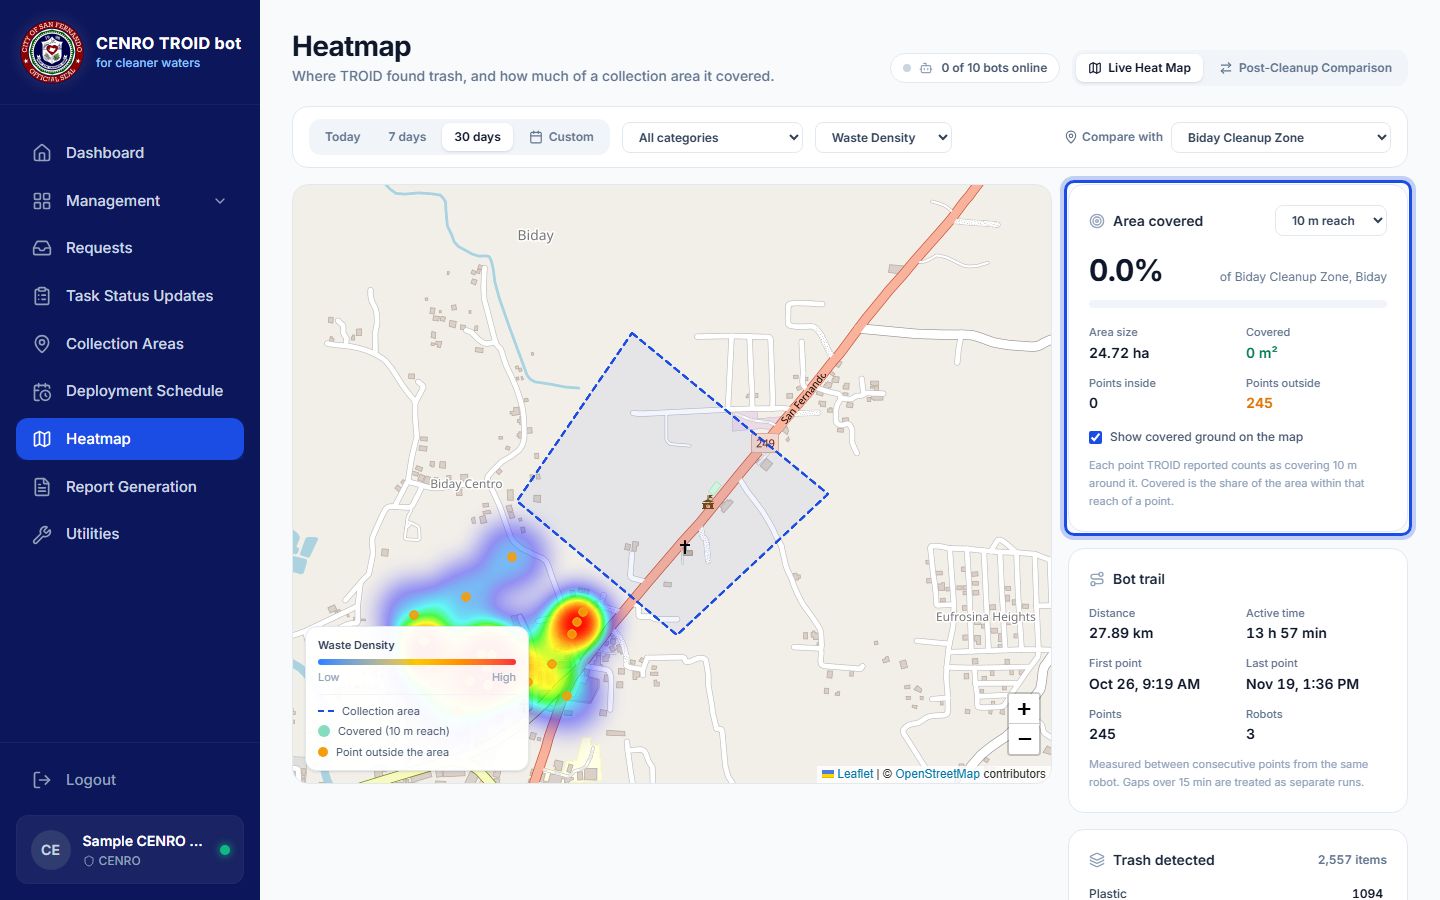 CITY OF SAN FERNANDO
OFFICIAL SEAL
CENRO TROID bot
for cleaner waters
Dashboard
Management
Requests
Task Status Updates
Collection Areas
Deployment Schedule
Heatmap
Report Generation
Utilities
Logout
CE
Sample CENRO ...
CENRO
Heatmap
Where TROID found trash, and how much of a collection area it covered.
0 of 10 bots online
Live Heat Map
Post-Cleanup Comparison
Today
7 days
30 days
Custom
All categories
Waste Density
Compare with
Biday Cleanup Zone
Biday
San Fernando
249
Biday Centro
Eufrosina Heights
Waste Density
Low
High
Collection area
Covered (10 m reach)
Point outside the area
+
−
Leaflet | © OpenStreetMap contributors
Area covered
10 m reach
0.0%
of Biday Cleanup Zone, Biday
Area size
Covered
24.72 ha
0 m²
Points inside
Points outside
0
245
Show covered ground on the map
Each point TROID reported counts as covering 10 m
around it. Covered is the share of the area within that
reach of a point.
Bot trail
Distance
Active time
27.89 km
13 h 57 min
First point
Last point
Oct 26, 9:19 AM
Nov 19, 1:36 PM
Points
Robots
245
3
Measured between consecutive points from the same
robot. Gaps over 15 min are treated as separate runs.
Trash detected
2,557 items
Plastic
1094